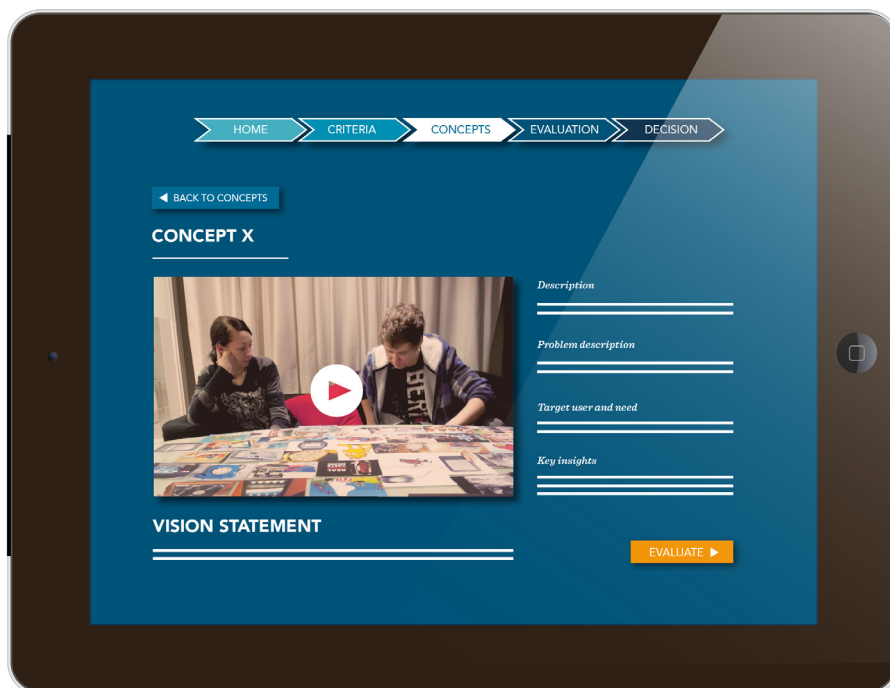 HOME
CRITERIA
CONCEPTS
EVALUATION
DECISION
BACK TO CONCEPTS
CONCEPT X
Description
Problem description
Target user and need
Key insights
VISION STATEMENT
EVALUATE